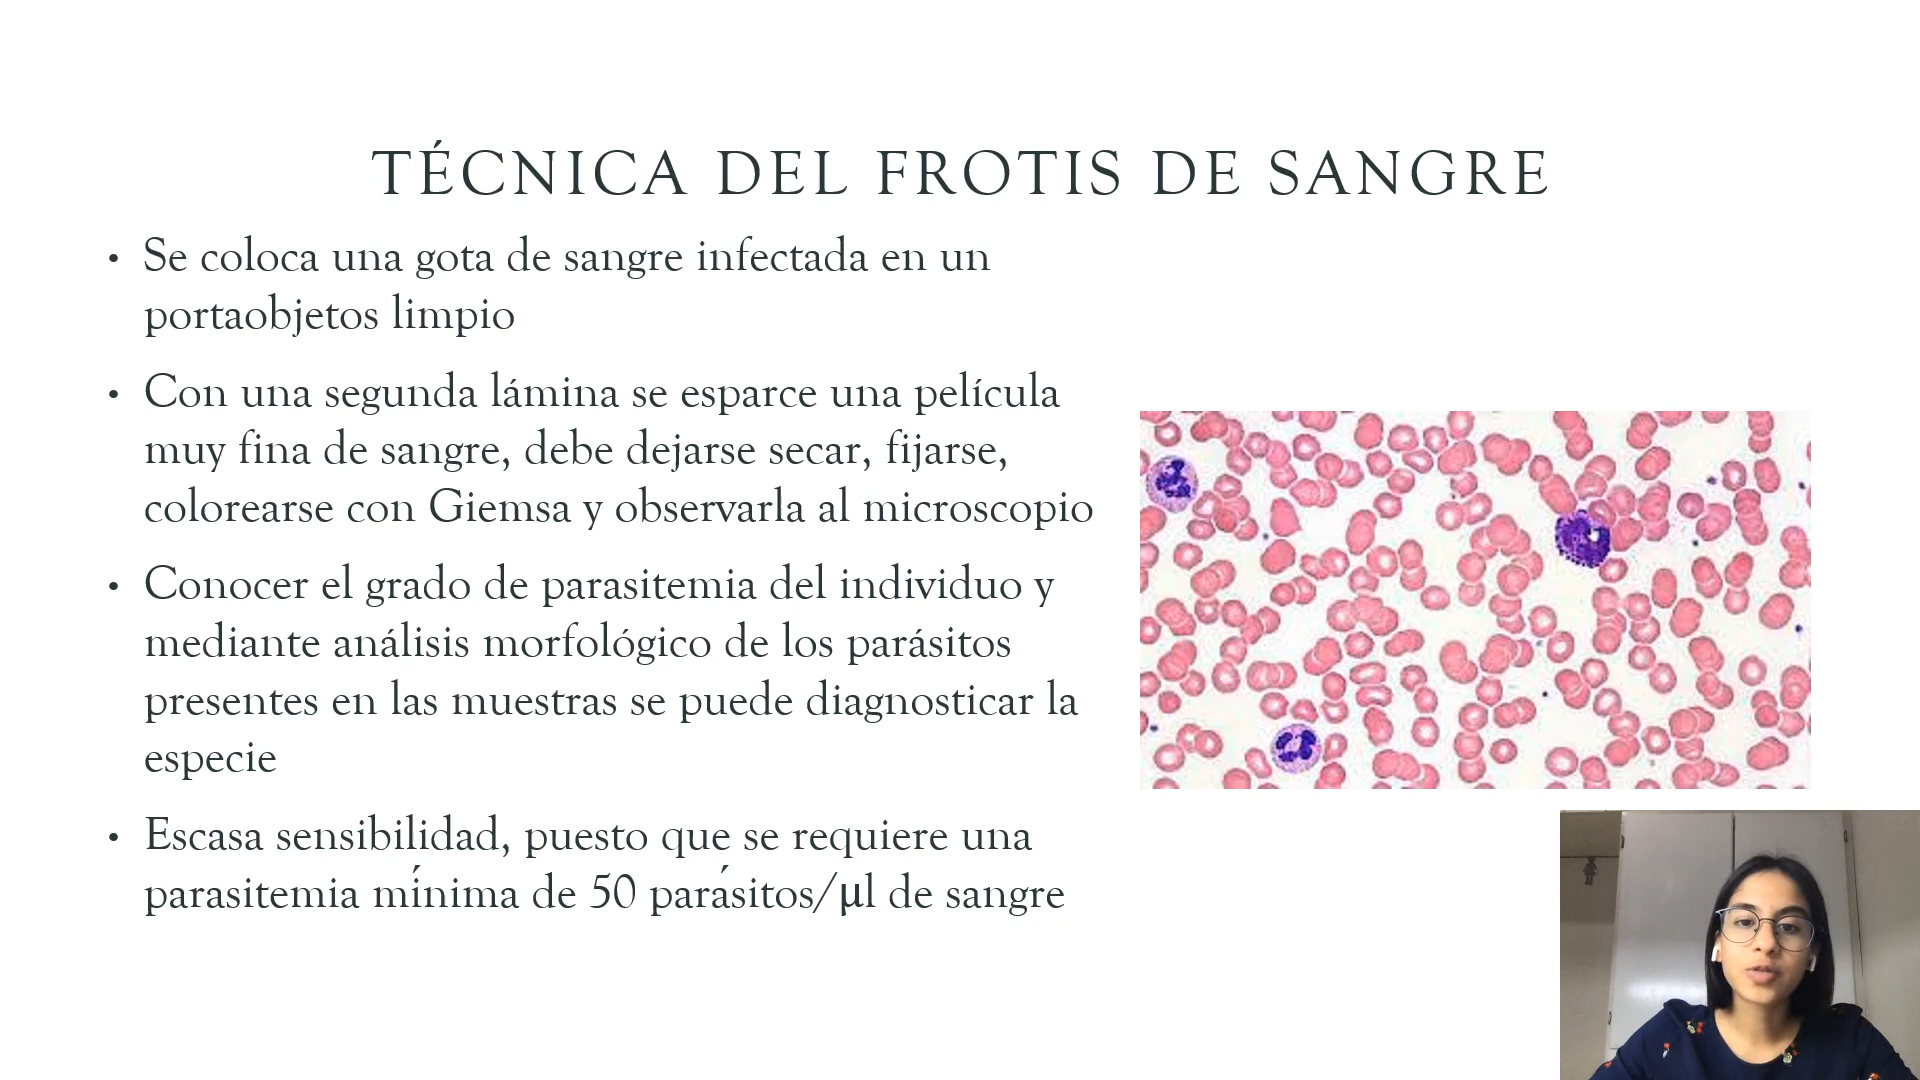 TÉCNICA DEL FROTIS DE SANGRE
• Se coloca una gota de sangre infectada en un
portaobjetos limpio
• Con una segunda lámina se esparce una película
muy fina de sangre, debe dejarse secar, fijarse,
colorearse con Giemsa y observarla al microscopio
• Conocer el grado de parasitemia del individuo y
mediante análisis morfológico de los parásitos
presentes en las muestras se puede diagnosticar la
especie
• Escasa sensibilidad, puesto que se requiere una
parasitemia mínima de 50 parásitos/μl de sangre